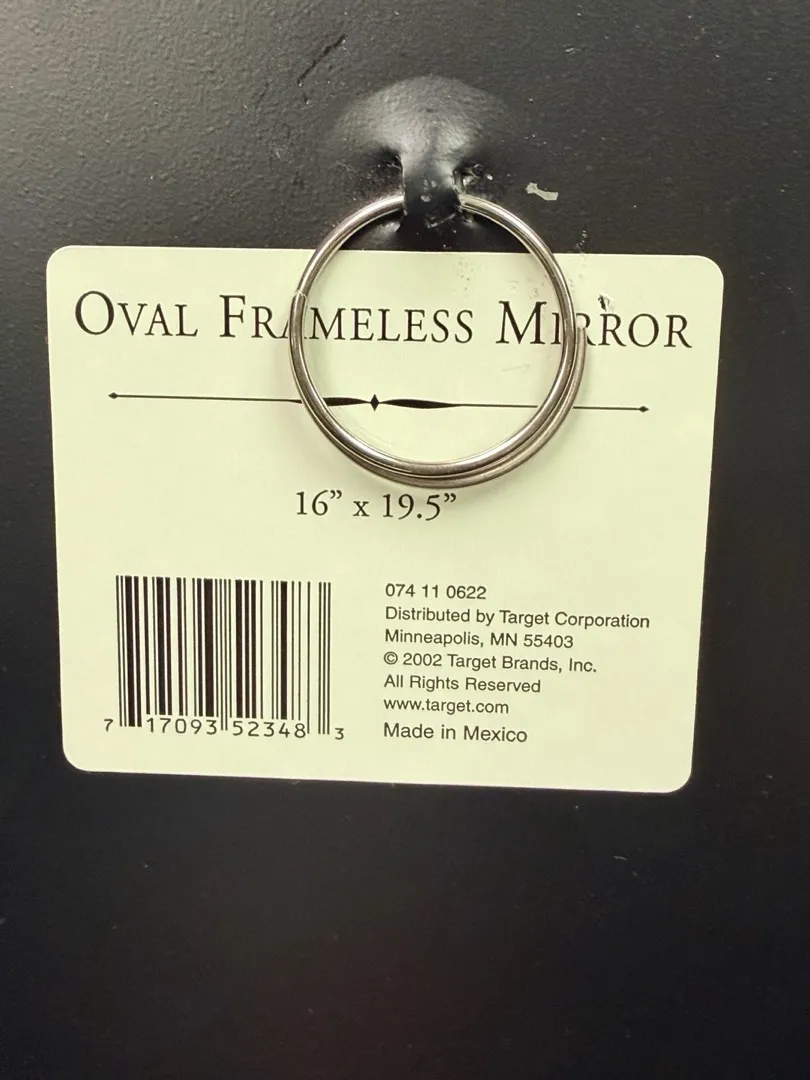 OVAL FRAMELESS MIRROR
16” x 19.5”
074 11 0622
Distributed by Target Corporation
Minneapolis, MN 55403
© 2002 Target Brands, Inc.
All Rights Reserved
www.target.com
Made in Mexico
7 17093 52348 3